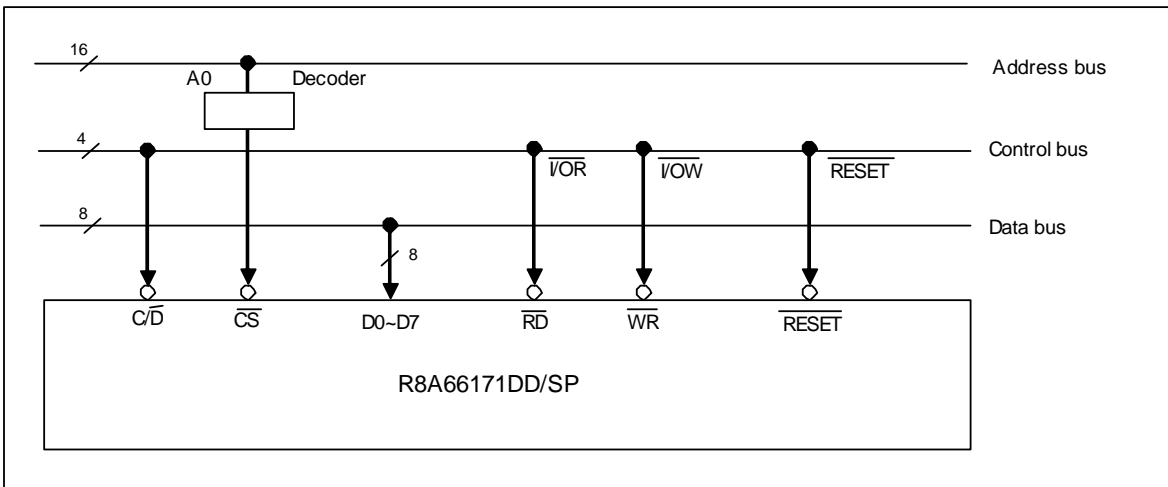 16
Address bus
A0 Decoder
4
Control bus
I/OR I/OW RESET
8
Data bus
8
C/D CS D0~D7 RD WR RESET
R8A66171DD/SP